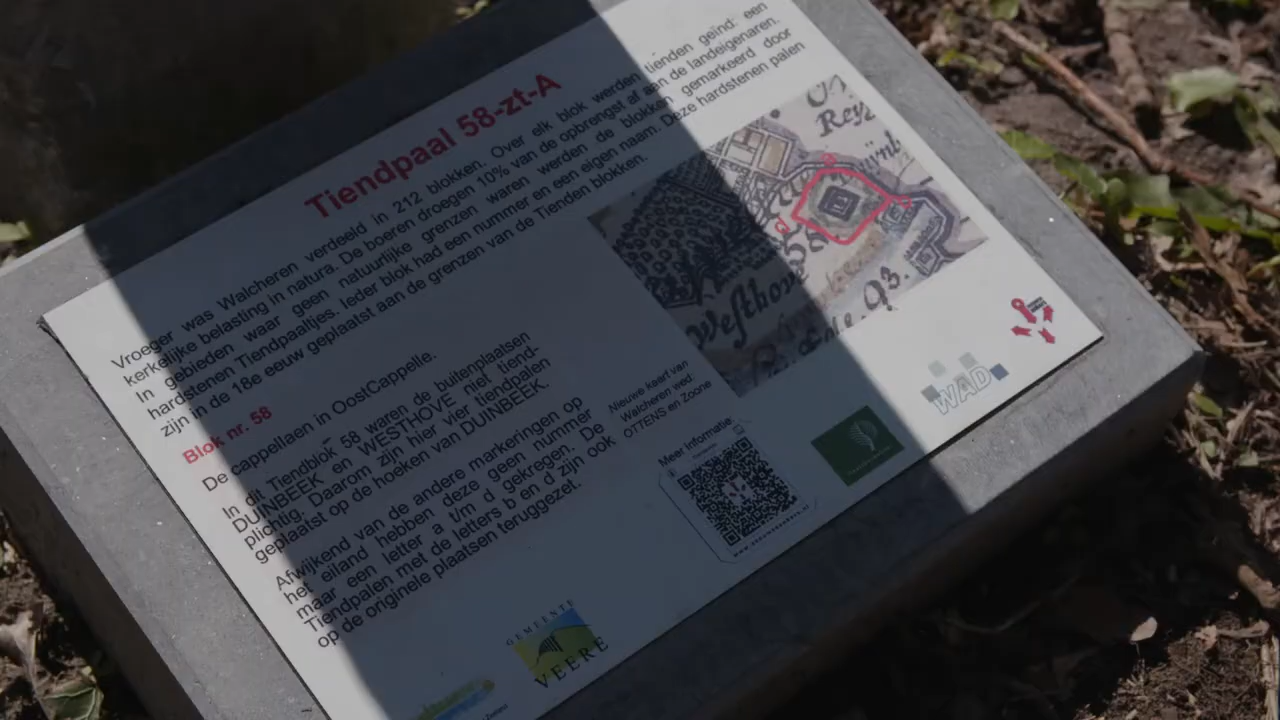 Tiendpaal 58-zt-A
Vroeger was Walcheren verdeeld in 212 blokken. Over elk blok werden tienden geïnd: een
kerkelijke belasting in natura. De boeren droegen 10% van de opbrengst af aan de landeigenaren.
In gebieden waar geen natuurlijke grenzen waren werden de blokken gemarkeerd door
hardstenen Tiendpaaltjes. Ieder blok had een nummer en een eigen naam. Deze hardstenen palen
zijn in de 18e eeuw geplaatst aan de grenzen van de Tienden blokken.
Blok nr. 58
De cappellaen in OostCappelle.
In dit Tiendblok 58 waren de buitenplaatsen
DUINBEEK en WESTHOVE niet tiend-
plichtig. Daarom zijn hier vier tiendpalen
geplaatst op de hoeken van DUINBEEK.
Afwijkend van de andere markeringen op
het eiland hebben deze geen nummer
maar een letter a t/m d gekregen. De
Tiendpalen met de letters b en d zijn ook
op de originele plaatsen teruggezet.
Nieuwe kaert van
Walcheren wed
OTTENS en Zoone
Meer Informatie:
WAD
GEMEENTE
VEERE